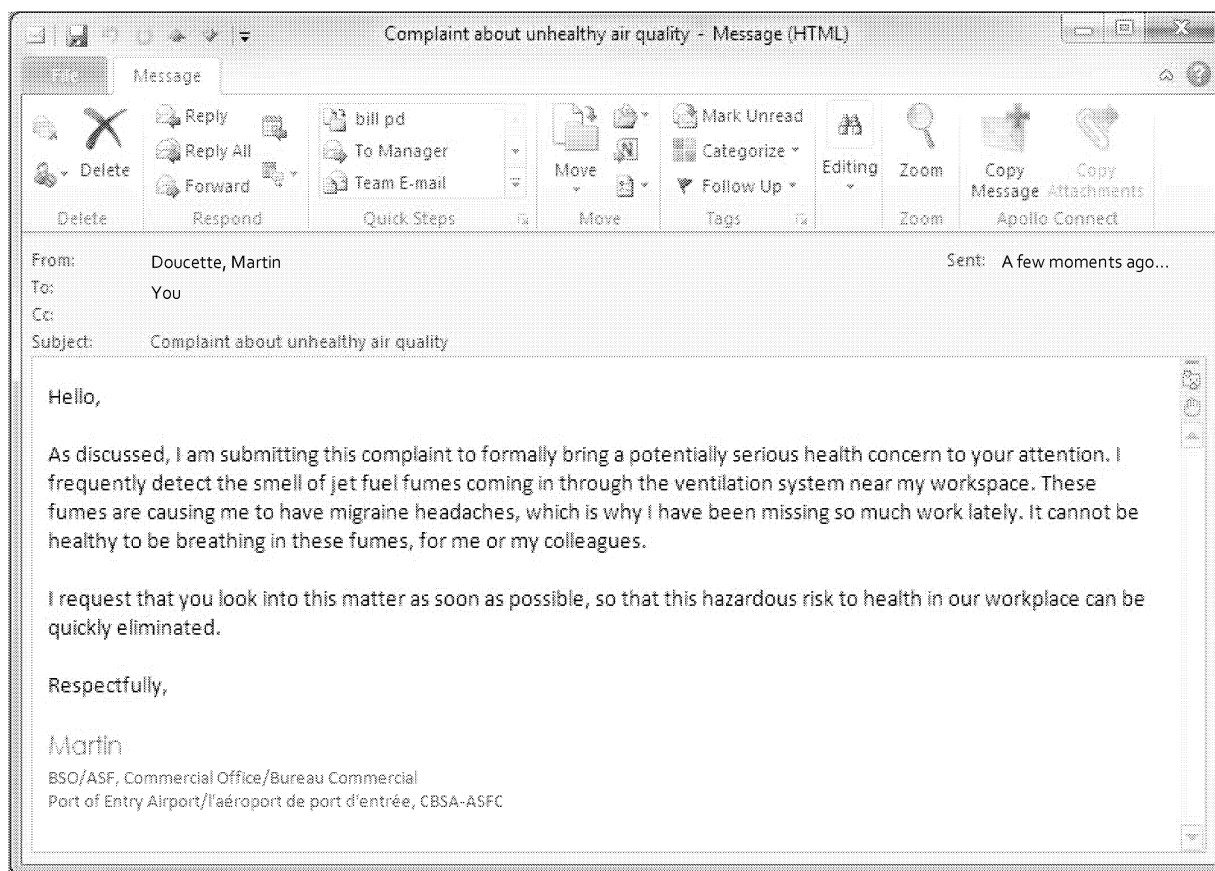 Complaint about unhealthy air quality - Message (HTML)
File Message
Delete
Reply
Reply All
Forward
bill pd
To Manager
Team E-mail
Move
Mark Unread
Categorize
Follow Up
Editing
Zoom
Copy Message
Copy Attachments
Delete Respond Quick Steps Move Tags Zoom Apollo Connect
From: Doucette, Martin Sent: A few moments ago...
To: You
Cc:
Subject: Complaint about unhealthy air quality
Hello,
As discussed, I am submitting this complaint to formally bring a potentially serious health concern to your attention. I
frequently detect the smell of jet fuel fumes coming in through the ventilation system near my workspace. These
fumes are causing me to have migraine headaches, which is why I have been missing so much work lately. It cannot be
healthy to be breathing in these fumes, for me or my colleagues.
I request that you look into this matter as soon as possible, so that this hazardous risk to health in our workplace can be
quickly eliminated.
Respectfully,
Martin
BSO/ASF, Commercial Office/Bureau Commercial
Port of Entry Airport/l'aéroport de port d'entrée, CBSA-ASFC